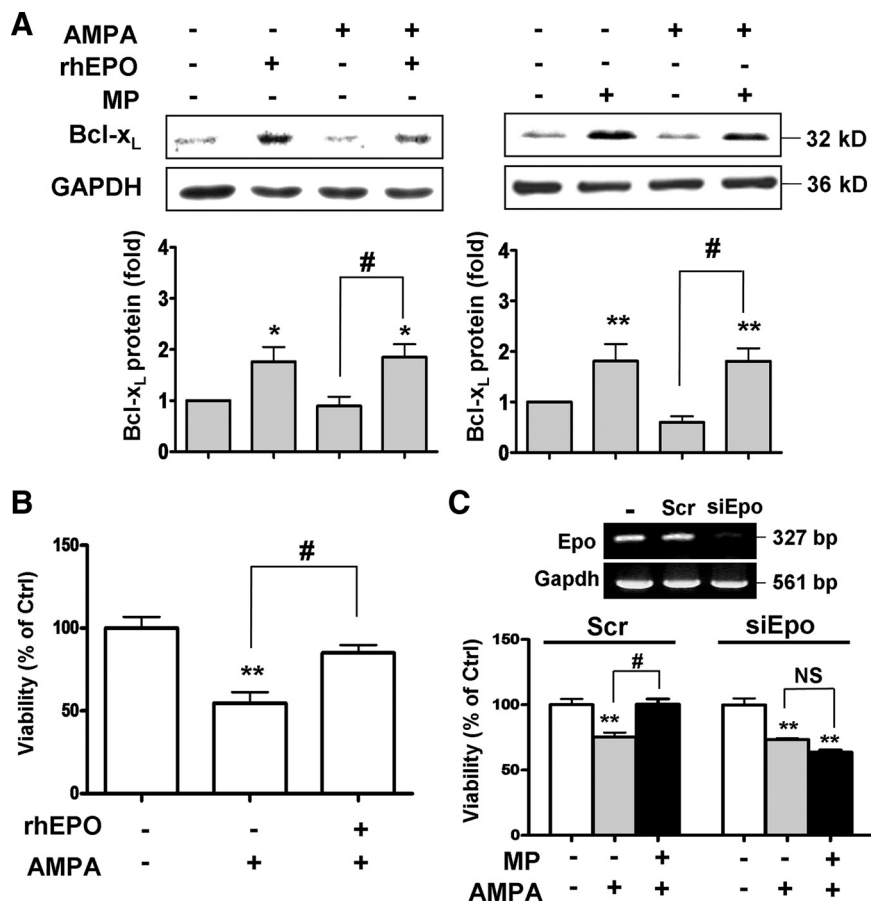 A
AMPA - - + + - - + +
rhEPO - + - + - - - -
MP - - - - - + - +
Bcl-xL 32 kD
GAPDH 36 kD
4 # 4 #
3 3
2 * * 2 ** **
1 1
0 0
Bcl-xL protein (fold)
Bcl-xL protein (fold)
B
150
100
50
0
Viability (% of Ctrl)
**
#
rhEPO - - +
AMPA - + +
C
- Scr siEpo
Epo 327 bp
Gapdh 561 bp
Scr siEpo
150
100
50
0
Viability (% of Ctrl)
# NS
** ** **
MP - - + - - +
AMPA - + + - + +